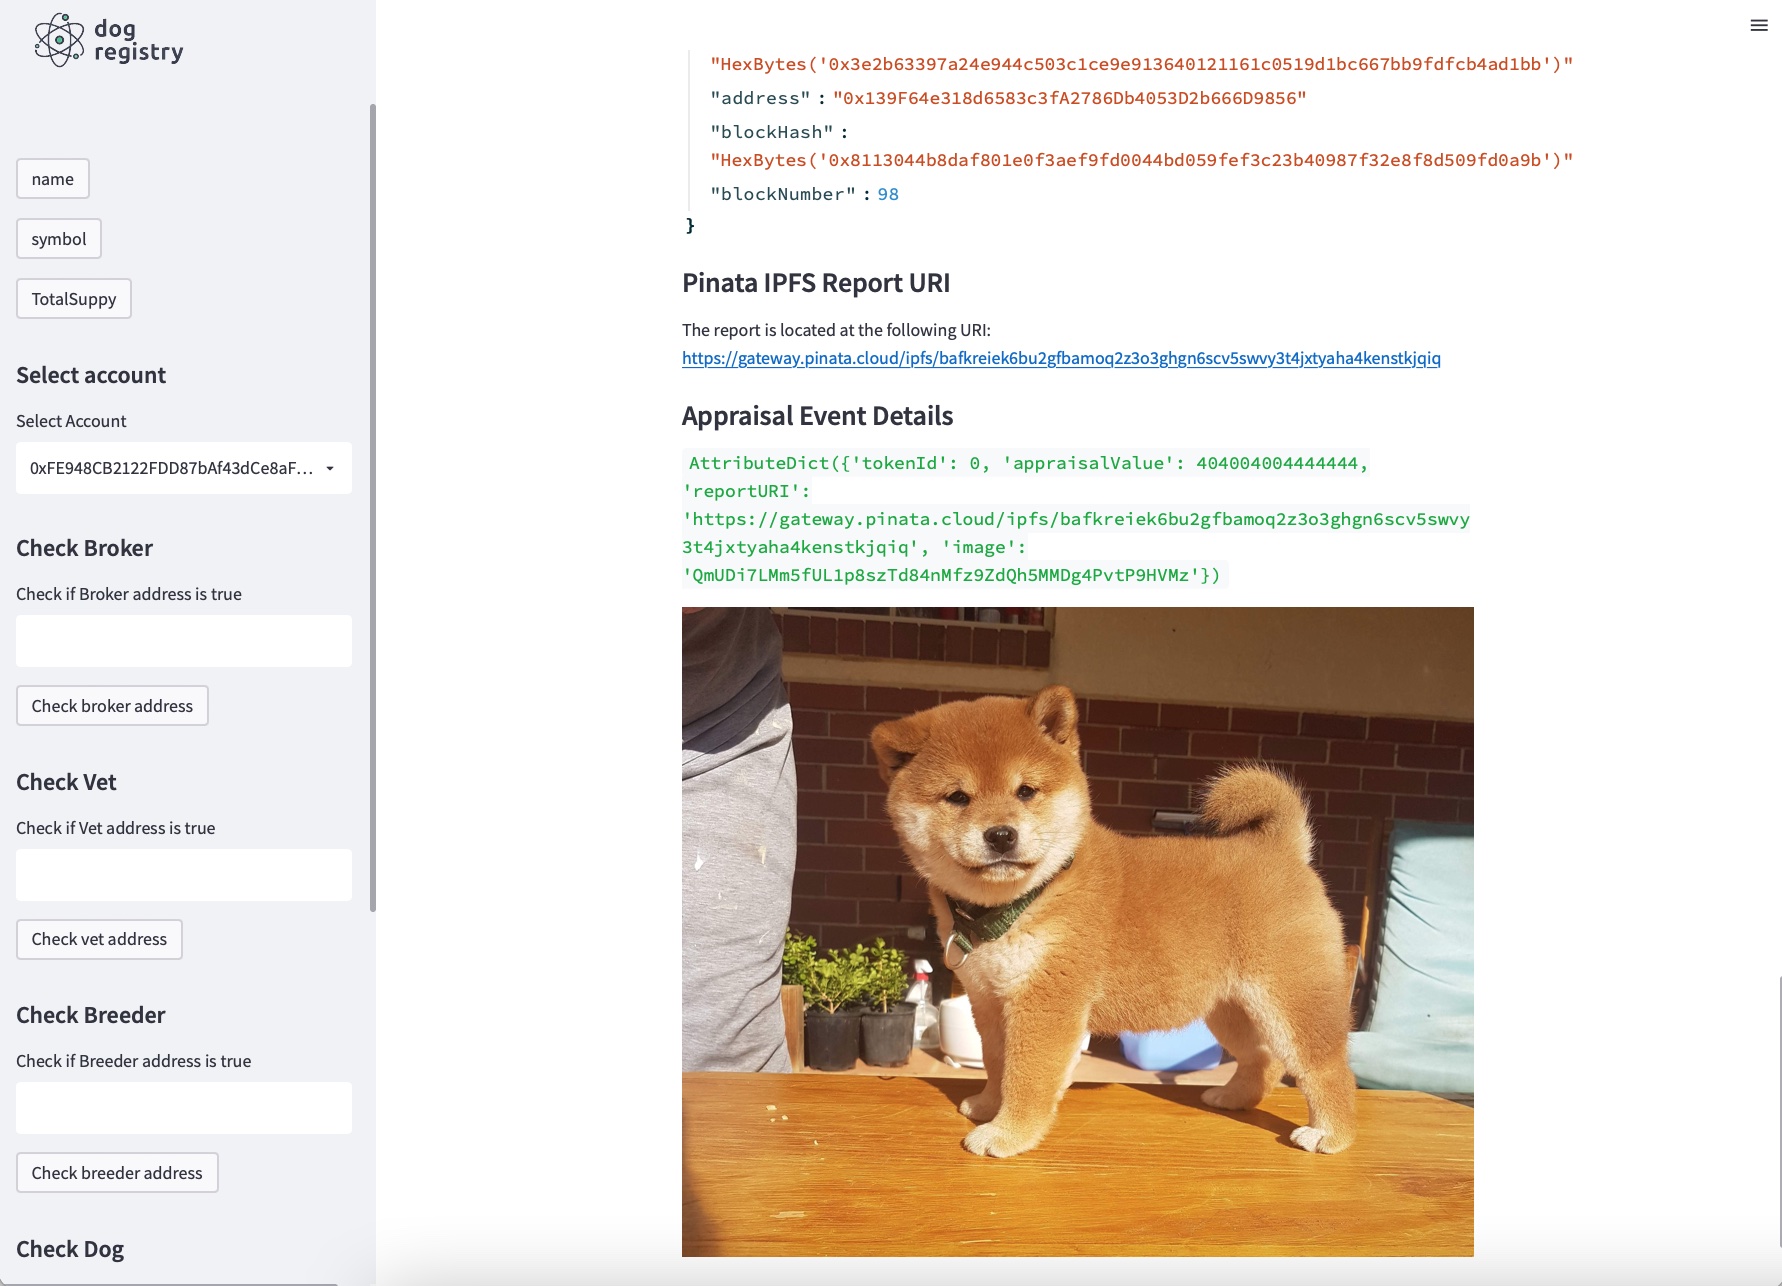 dog
registry
name
symbol
TotalSuppy
Select account
Select Account
0xFE948CB2122FDD87bAf43dCe8aF...
Check Broker
Check if Broker address is true
Check broker address
Check Vet
Check if Vet address is true
Check vet address
Check Breeder
Check if Breeder address is true
Check breeder address
Check Dog
"HexBytes('0x3e2b63397a24e944c503c1ce9e913640121161c0519d1bc667bb9fdfcb4ad1bb')"
"address" : "0x139F64e318d6583c3fA2786Db4053D2b666D9856"
"blockHash" :
"HexBytes('0x8113044b8daf801e0f3aef9fd0044bd059fef3c23b40987f32e8f8d509fd0a9b')"
"blockNumber" : 98
}
Pinata IPFS Report URI
The report is located at the following URI:
https://gateway.pinata.cloud/ipfs/bafkreiek6bu2gfbamoq2z3o3ghgn6scv5swvy3t4jxtyaha4kenstkjqiq
Appraisal Event Details
AttributeDict({'tokenId': 0, 'appraisalValue': 404004004444444,
'reportURI':
'https://gateway.pinata.cloud/ipfs/bafkreiek6bu2gfbamoq2z3o3ghgn6scv5swvy
3t4jxtyaha4kenstkjqiq', 'image':
'QmUDi7LMm5fUL1p8szTd84nMfz9ZdQh5MMDg4PvtP9HVMz'})